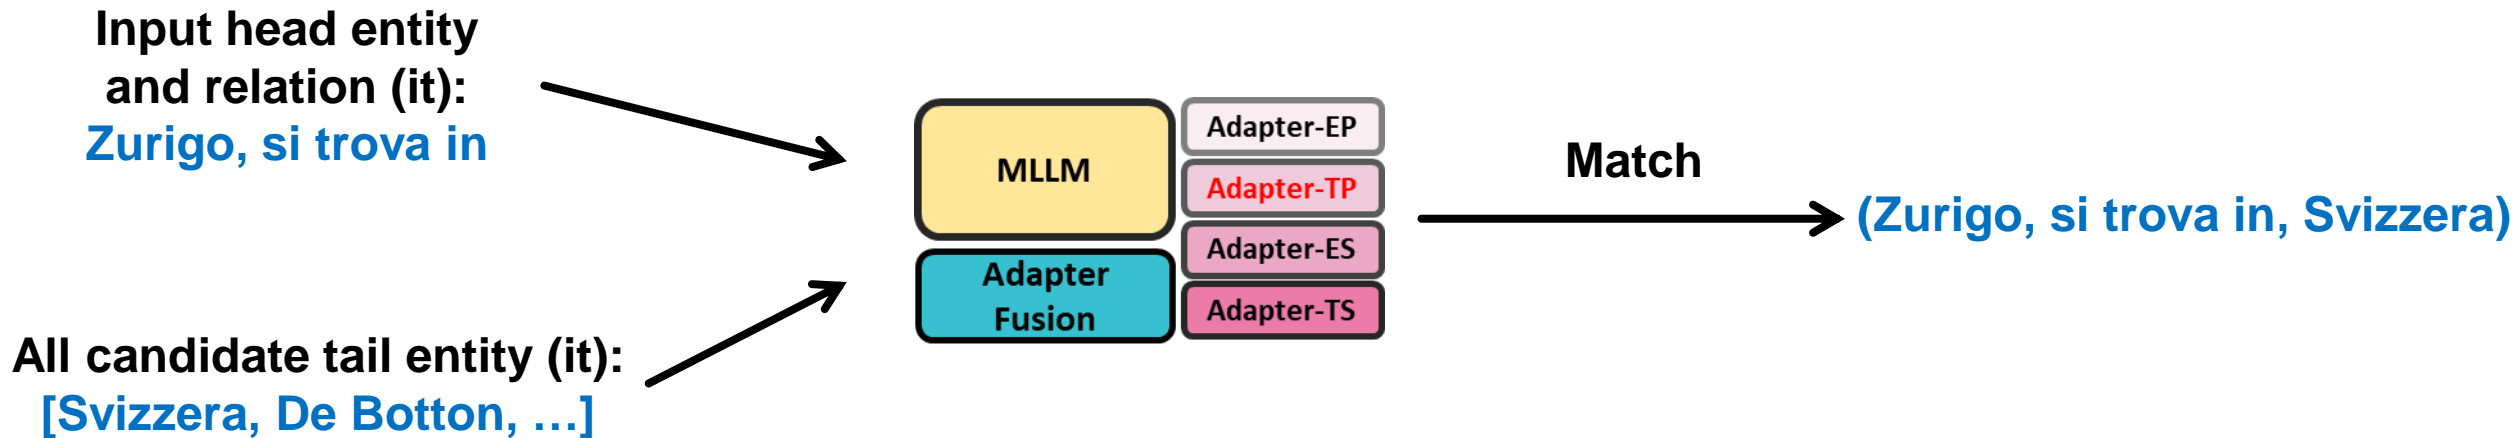 Input head entity
and relation (it):
Zurigo, si trova in
All candidate tail entity (it):
[Svizzera, De Botton, …]
MLLM
Adapter
Fusion
Adapter-EP
Adapter-TP
Adapter-ES
Adapter-TS
Match
(Zurigo, si trova in, Svizzera)